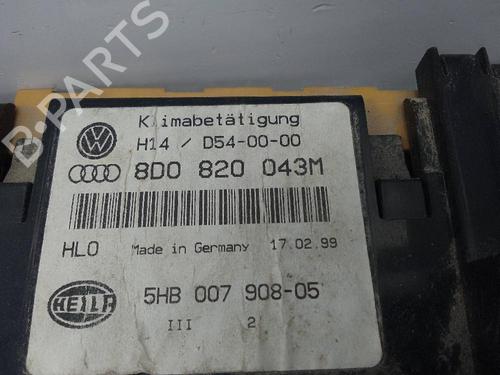 Klimabetätigung
H14 / D54-00-00
8D0 820 043M
HLO Made in Germany 17.02.99
HELLA
5HB 007 908-05
III 2
B-Parts